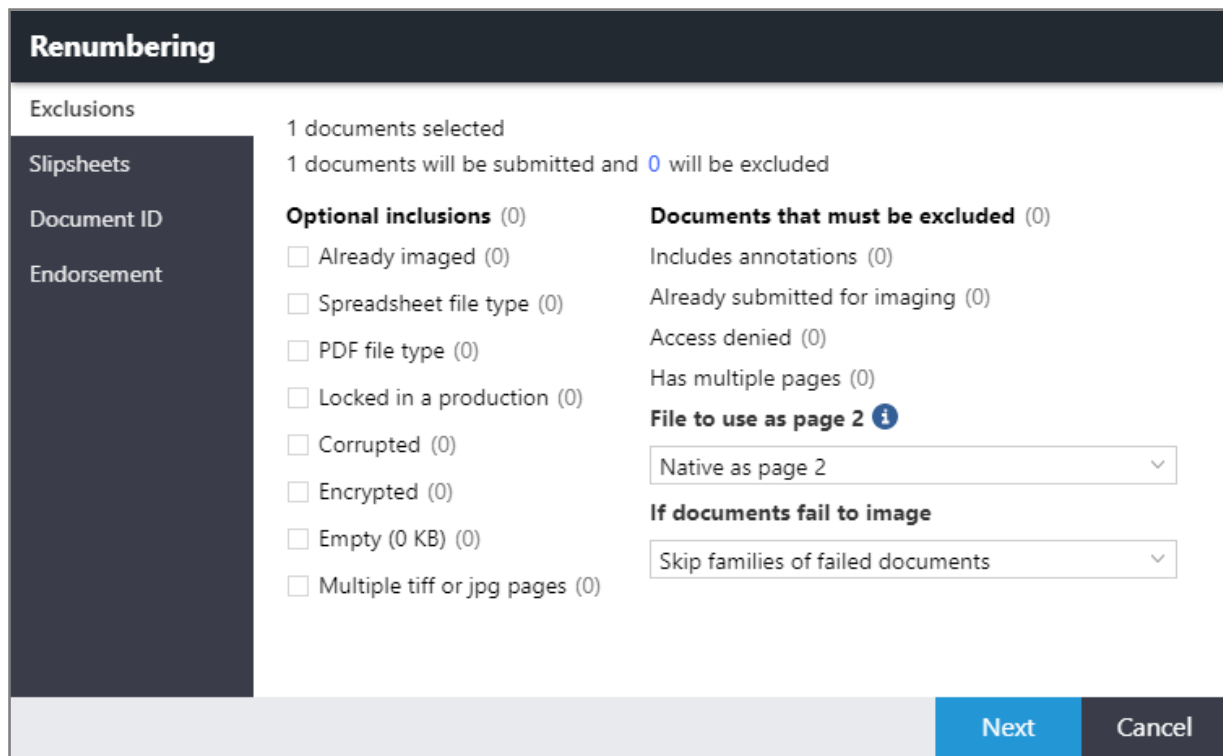 Renumbering
Exclusions
Slipsheets
Document ID
Endorsement
1 documents selected
1 documents will be submitted and 0 will be excluded
Optional inclusions (0)
Already imaged (0)
Spreadsheet file type (0)
PDF file type (0)
Locked in a production (0)
Corrupted (0)
Encrypted (0)
Empty (0 KB) (0)
Multiple tiff or jpg pages (0)
Documents that must be excluded (0)
Includes annotations (0)
Already submitted for imaging (0)
Access denied (0)
Has multiple pages (0)
File to use as page 2
Native as page 2
If documents fail to image
Skip families of failed documents
Next
Cancel